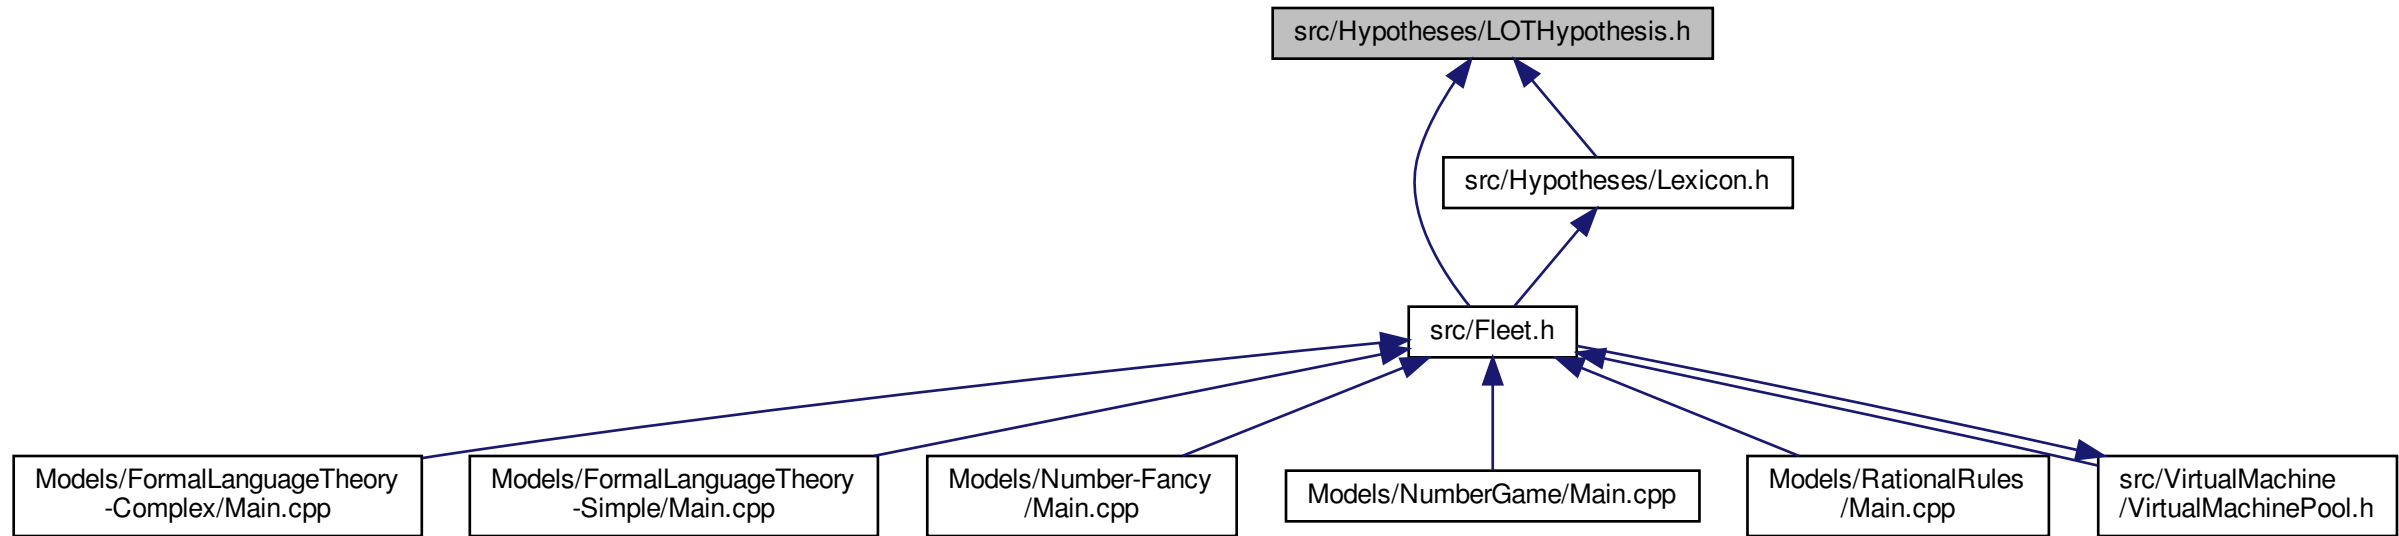 src/Hypotheses/LOTHypothesis.h
src/Hypotheses/Lexicon.h
src/Fleet.h
Models/FormalLanguageTheory
-Complex/Main.cpp
Models/FormalLanguageTheory
-Simple/Main.cpp
Models/Number-Fancy
/Main.cpp
Models/NumberGame/Main.cpp
Models/RationalRules
/Main.cpp
src/VirtualMachine
/VirtualMachinePool.h